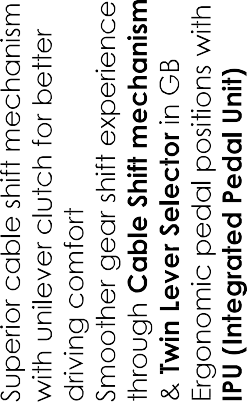 Superior cable shift mechanism
with unilever clutch for better
driving comfort
Smoother gear shift experience
through Cable Shift mechanism
& Twin Lever Selector in GB
Ergonomic pedal positions with
IPU (Integrated Pedal Unit)